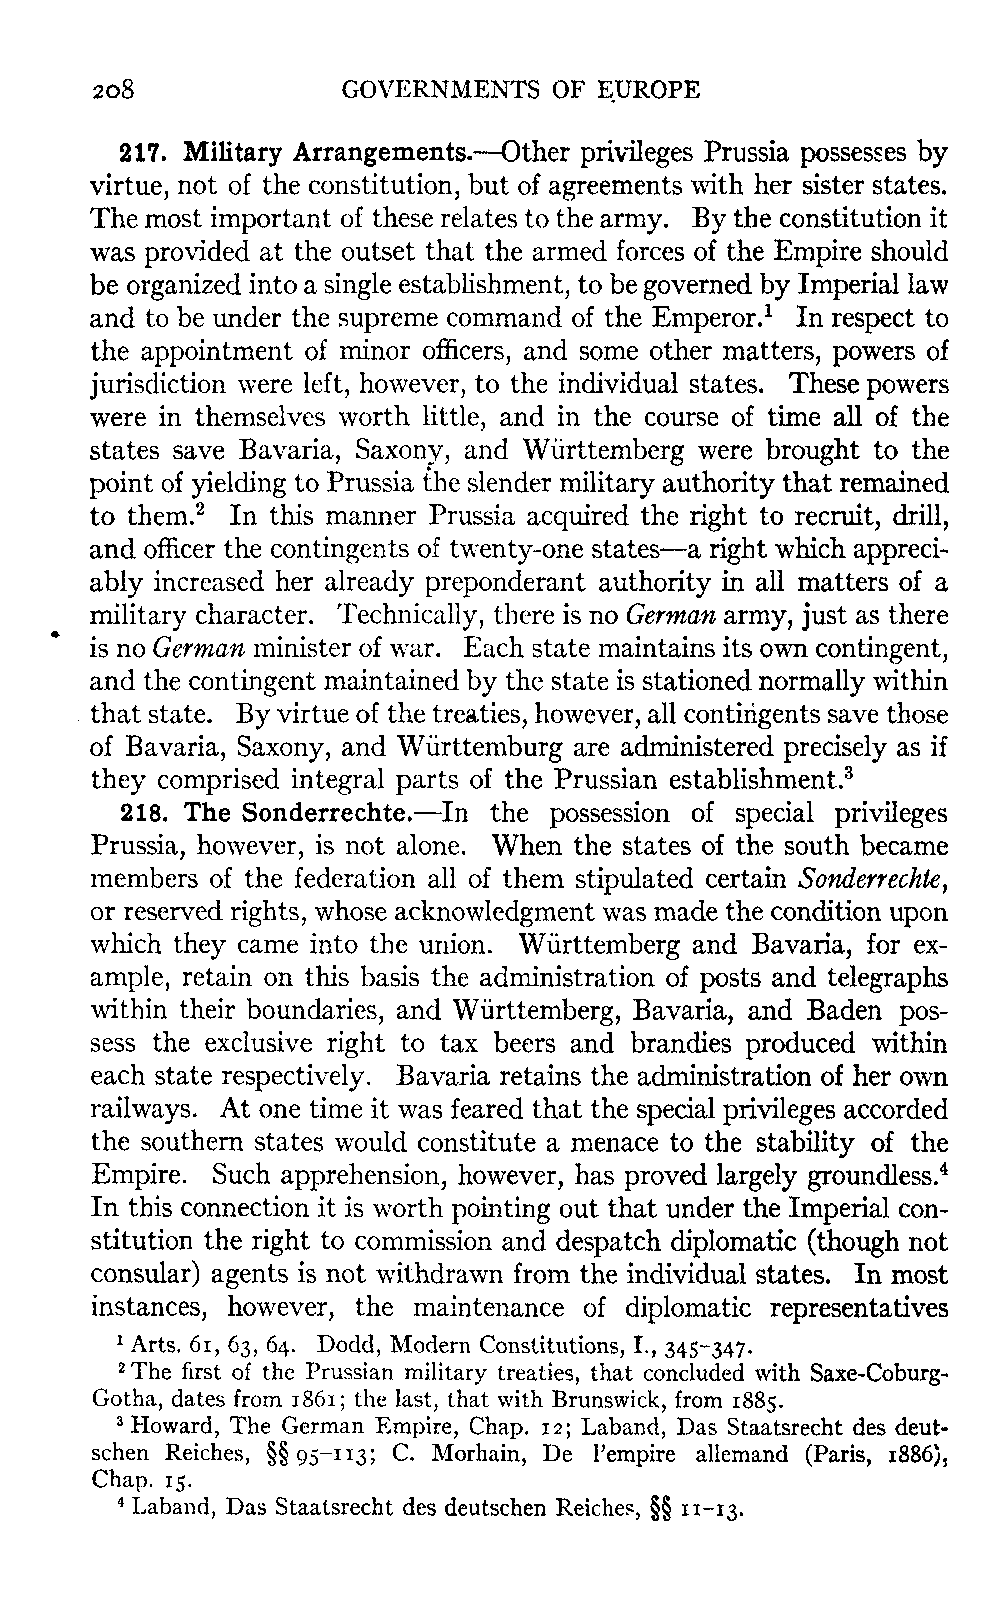 208 GOVERNMENTS OF EUROPE
217. Military Arrangements.—Other privileges Prussia possesses by
virtue, not of the constitution, but of agreements with her sister states.
The most important of these relates to the army. By the constitution it
was provided at the outset that the armed forces of the Empire should
be organized into a single establishment, to be governed by Imperial law
and to be under the supreme command of the Emperor.¹ In respect to
the appointment of minor officers, and some other matters, powers of
jurisdiction were left, however, to the individual states. These powers
were in themselves worth little, and in the course of time all of the
states save Bavaria, Saxony, and Württemberg were brought to the
point of yielding to Prussia the slender military authority that remained
to them.² In this manner Prussia acquired the right to recruit, drill,
and officer the contingents of twenty-one states—a right which appreci-
ably increased her already preponderant authority in all matters of a
military character. Technically, there is no German army, just as there
is no German minister of war. Each state maintains its own contingent,
and the contingent maintained by the state is stationed normally within
that state. By virtue of the treaties, however, all contingents save those
of Bavaria, Saxony, and Württemburg are administered precisely as if
they comprised integral parts of the Prussian establishment.³
218. The Sonderrechte.—In the possession of special privileges
Prussia, however, is not alone. When the states of the south became
members of the federation all of them stipulated certain Sonderrechte,
or reserved rights, whose acknowledgment was made the condition upon
which they came into the union. Württemberg and Bavaria, for ex-
ample, retain on this basis the administration of posts and telegraphs
within their boundaries, and Württemberg, Bavaria, and Baden pos-
sess the exclusive right to tax beers and brandies produced within
each state respectively. Bavaria retains the administration of her own
railways. At one time it was feared that the special privileges accorded
the southern states would constitute a menace to the stability of the
Empire. Such apprehension, however, has proved largely groundless.⁴
In this connection it is worth pointing out that under the Imperial con-
stitution the right to commission and despatch diplomatic (though not
consular) agents is not withdrawn from the individual states. In most
instances, however, the maintenance of diplomatic representatives
¹ Arts. 61, 63, 64. Dodd, Modern Constitutions, I., 345-347.
² The first of the Prussian military treaties, that concluded with Saxe-Coburg-
Gotha, dates from 1861; the last, that with Brunswick, from 1885.
³ Howard, The German Empire, Chap. 12; Laband, Das Staatsrecht des deut-
schen Reiches, §§ 95-113; C. Morhain, De l'empire allemand (Paris, 1886),
Chap. 15.
⁴ Laband, Das Staatsrecht des deutschen Reiches, §§ 11-13.